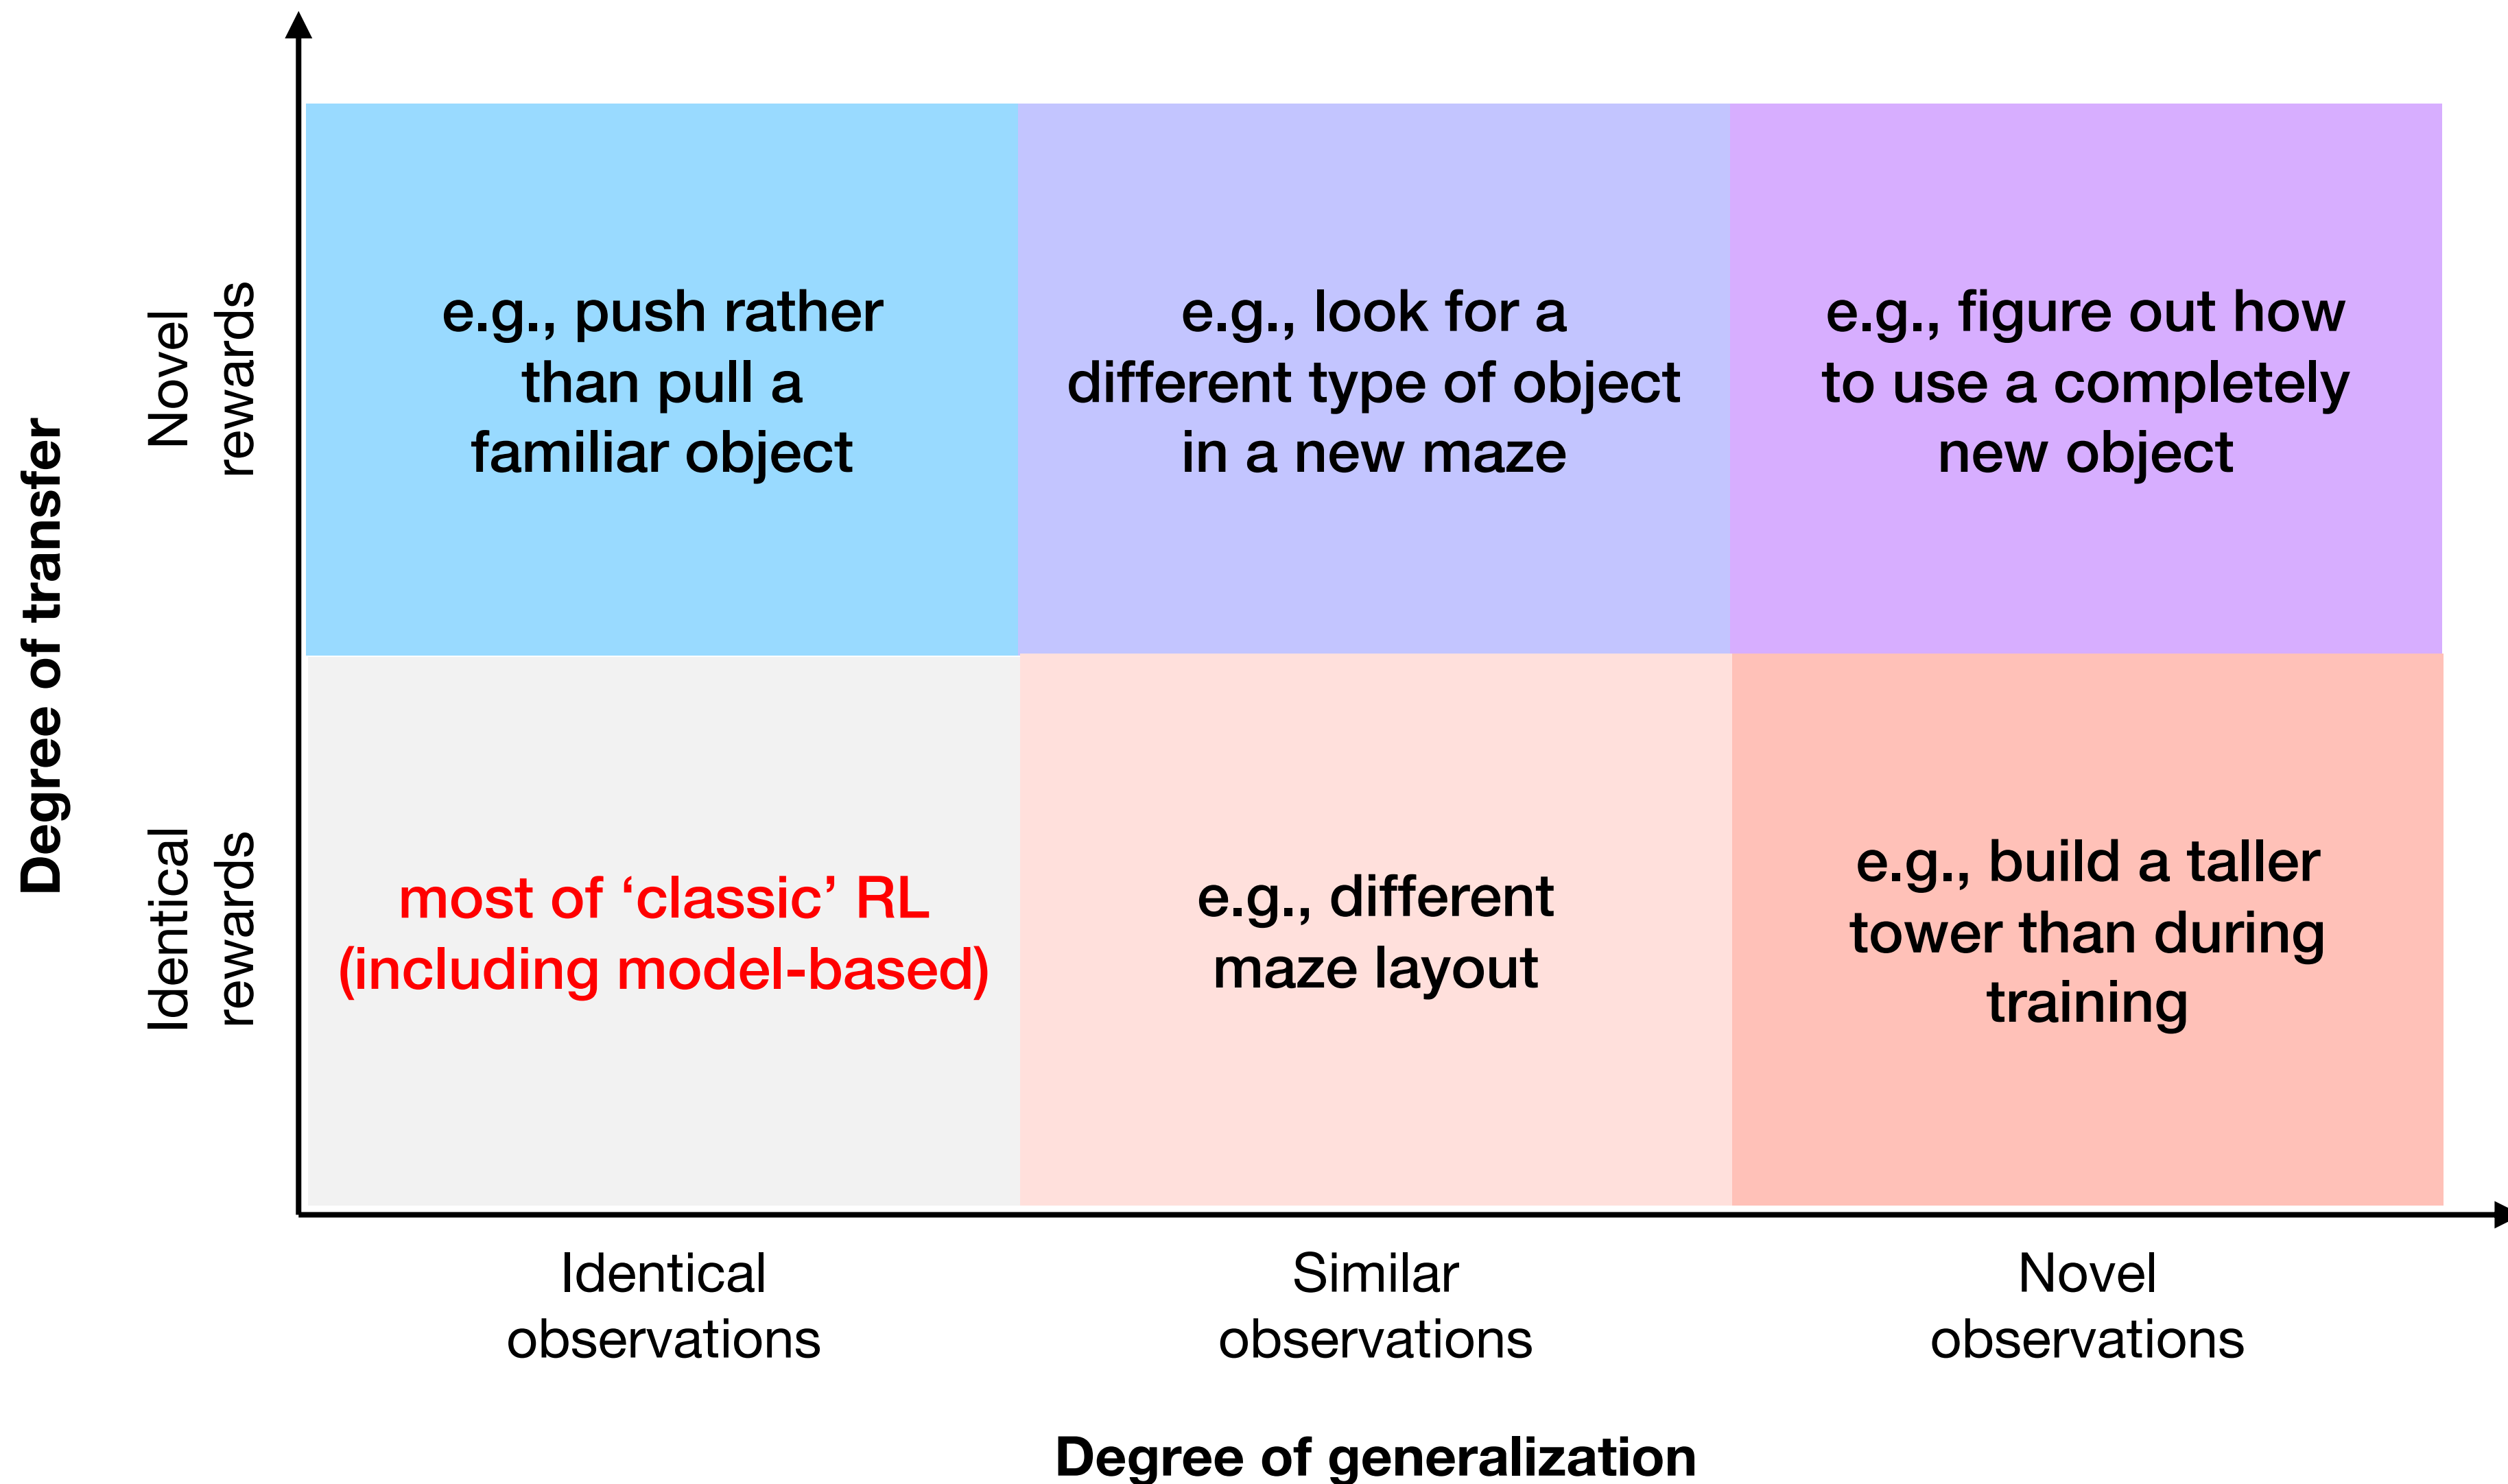 Degree of transfer
Novel
rewards
e.g., push rather
than pull a
familiar object
e.g., look for a
different type of object
in a new maze
e.g., figure out how
to use a completely
new object
Identical
rewards
most of ‘classic’ RL
(including model-based)
e.g., different
maze layout
e.g., build a taller
tower than during
training
Identical
observations
Similar
observations
Novel
observations
Degree of generalization